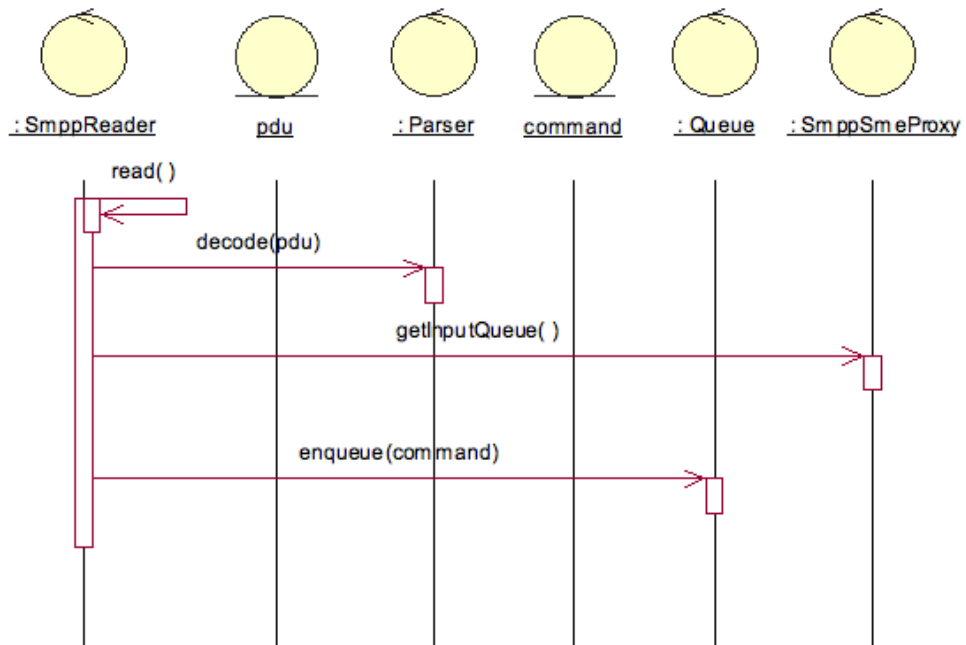 : SmppReader
pdu
: Parser
command
: Queue
: SmppSmeProxy
read( )
decode(pdu)
getInputQueue( )
enqueue(command)